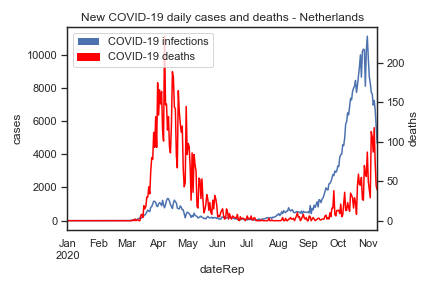 New COVID-19 daily cases and deaths - Netherlands
COVID-19 infections
COVID-19 deaths
10000
8000
6000
4000
2000
0
cases
200
150
100
50
0
deaths
Jan Feb Mar Apr May Jun Jul Aug Sep Oct Nov
2020
dateRep